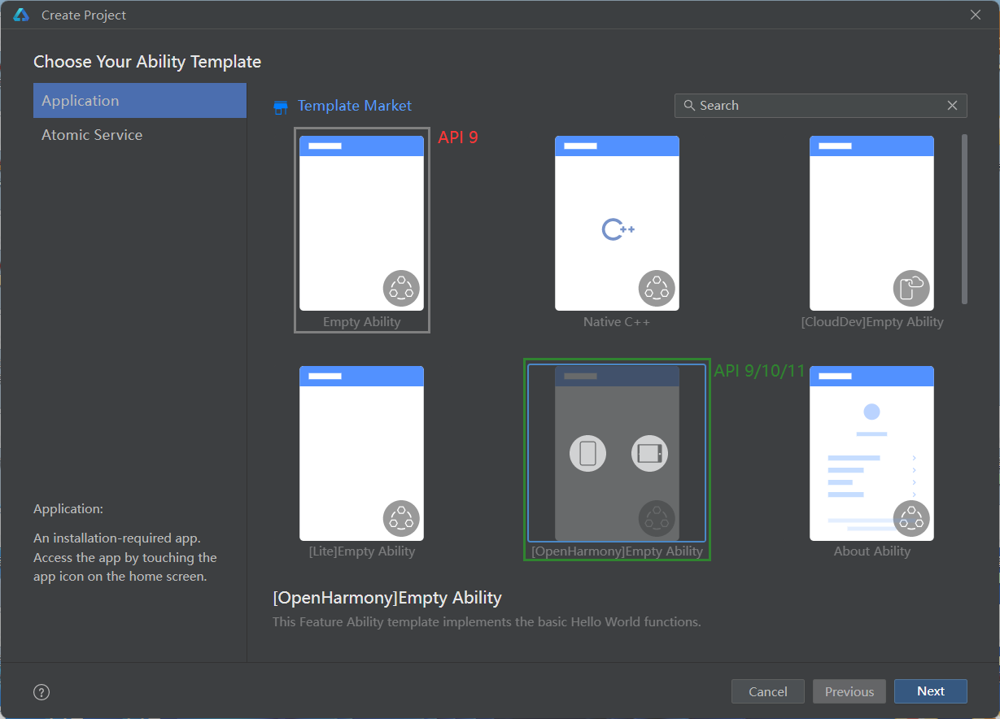 Create Project
Choose Your Ability Template
Application
Atomic Service
Template Market
Search
API 9
C++
Empty Ability
Native C++
[CloudDev]Empty Ability
API 9/10/11
[Lite]Empty Ability
[OpenHarmony]Empty Ability
About Ability
Application:
An installation-required app.
Access the app by touching the
app icon on the home screen.
[OpenHarmony]Empty Ability
This Feature Ability template implements the basic Hello World functions.
?
Cancel
Previous
Next